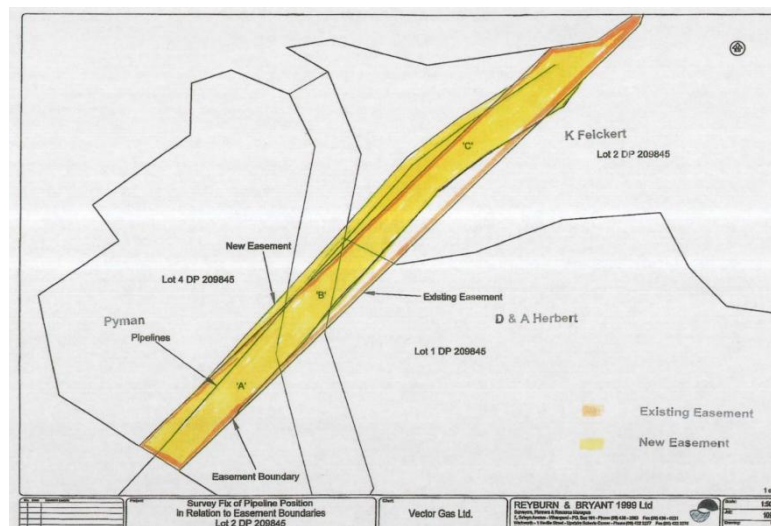 K Felckert
Lot 2 DP 209845
'C'
New Easement
Lot 4 DP 209845
'B'
Existing Easement
D & A Herbert
Pyman
Pipelines
Lot 1 DP 209845
'A'
Existing Easement
New Easement
Easement Boundary
Survey Fix of Pipeline Position
in Relation to Easement Boundaries
Lot 2 DP 209845
Vector Gas Ltd.
REYBURN & BRYANT 1999 Ltd